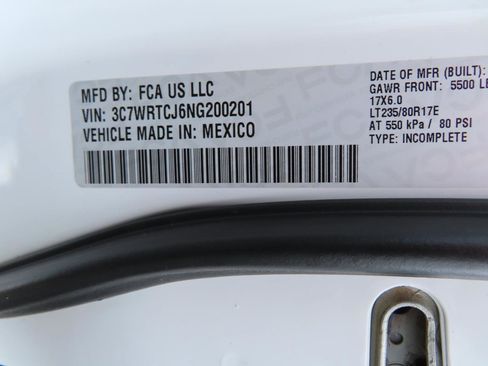 MFD BY: FCA US LLC
VIN: 3C7WRTCJ6NG200201
VEHICLE MADE IN: MEXICO
DATE OF MFR (BUILT):
GAWR FRONT: 5500 LB
17X6.0
LT235/80R17E
AT 550 kPa / 80 PSI
TYPE: INCOMPLETE